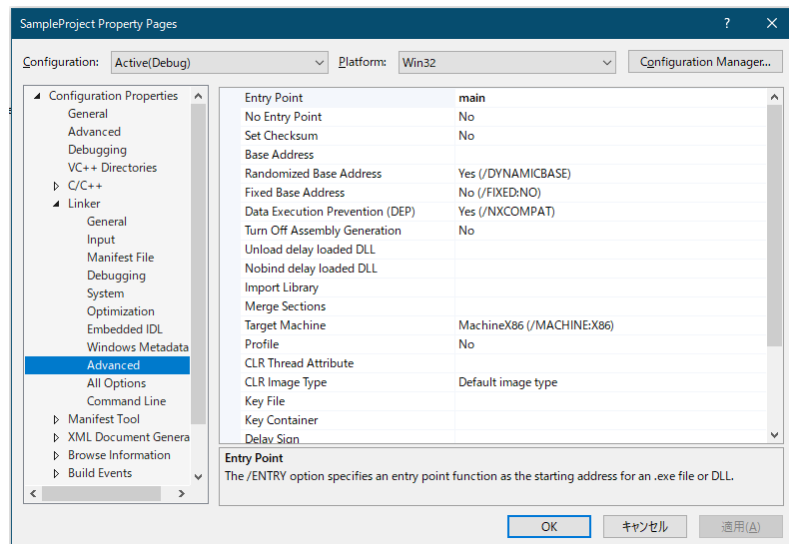 SampleProject Property Pages
Configuration: Active(Debug) Platform: Win32 Configuration Manager...
Configuration Properties
General
Advanced
Debugging
VC++ Directories
C/C++
Linker
General
Input
Manifest File
Debugging
System
Optimization
Embedded IDL
Windows Metadata
Advanced
All Options
Command Line
Manifest Tool
XML Document Genera
Browse Information
Build Events
Entry Point main
No Entry Point No
Set Checksum No
Base Address
Randomized Base Address Yes (/DYNAMICBASE)
Fixed Base Address No (/FIXED:NO)
Data Execution Prevention (DEP) Yes (/NXCOMPAT)
Turn Off Assembly Generation No
Unload delay loaded DLL
Nobind delay loaded DLL
Import Library
Merge Sections
Target Machine MachineX86 (/MACHINE:X86)
Profile No
CLR Thread Attribute
CLR Image Type Default image type
Key File
Key Container
Delay Sign
Entry Point
The /ENTRY option specifies an entry point function as the starting address for an .exe file or DLL.
OK キャンセル 適用(A)